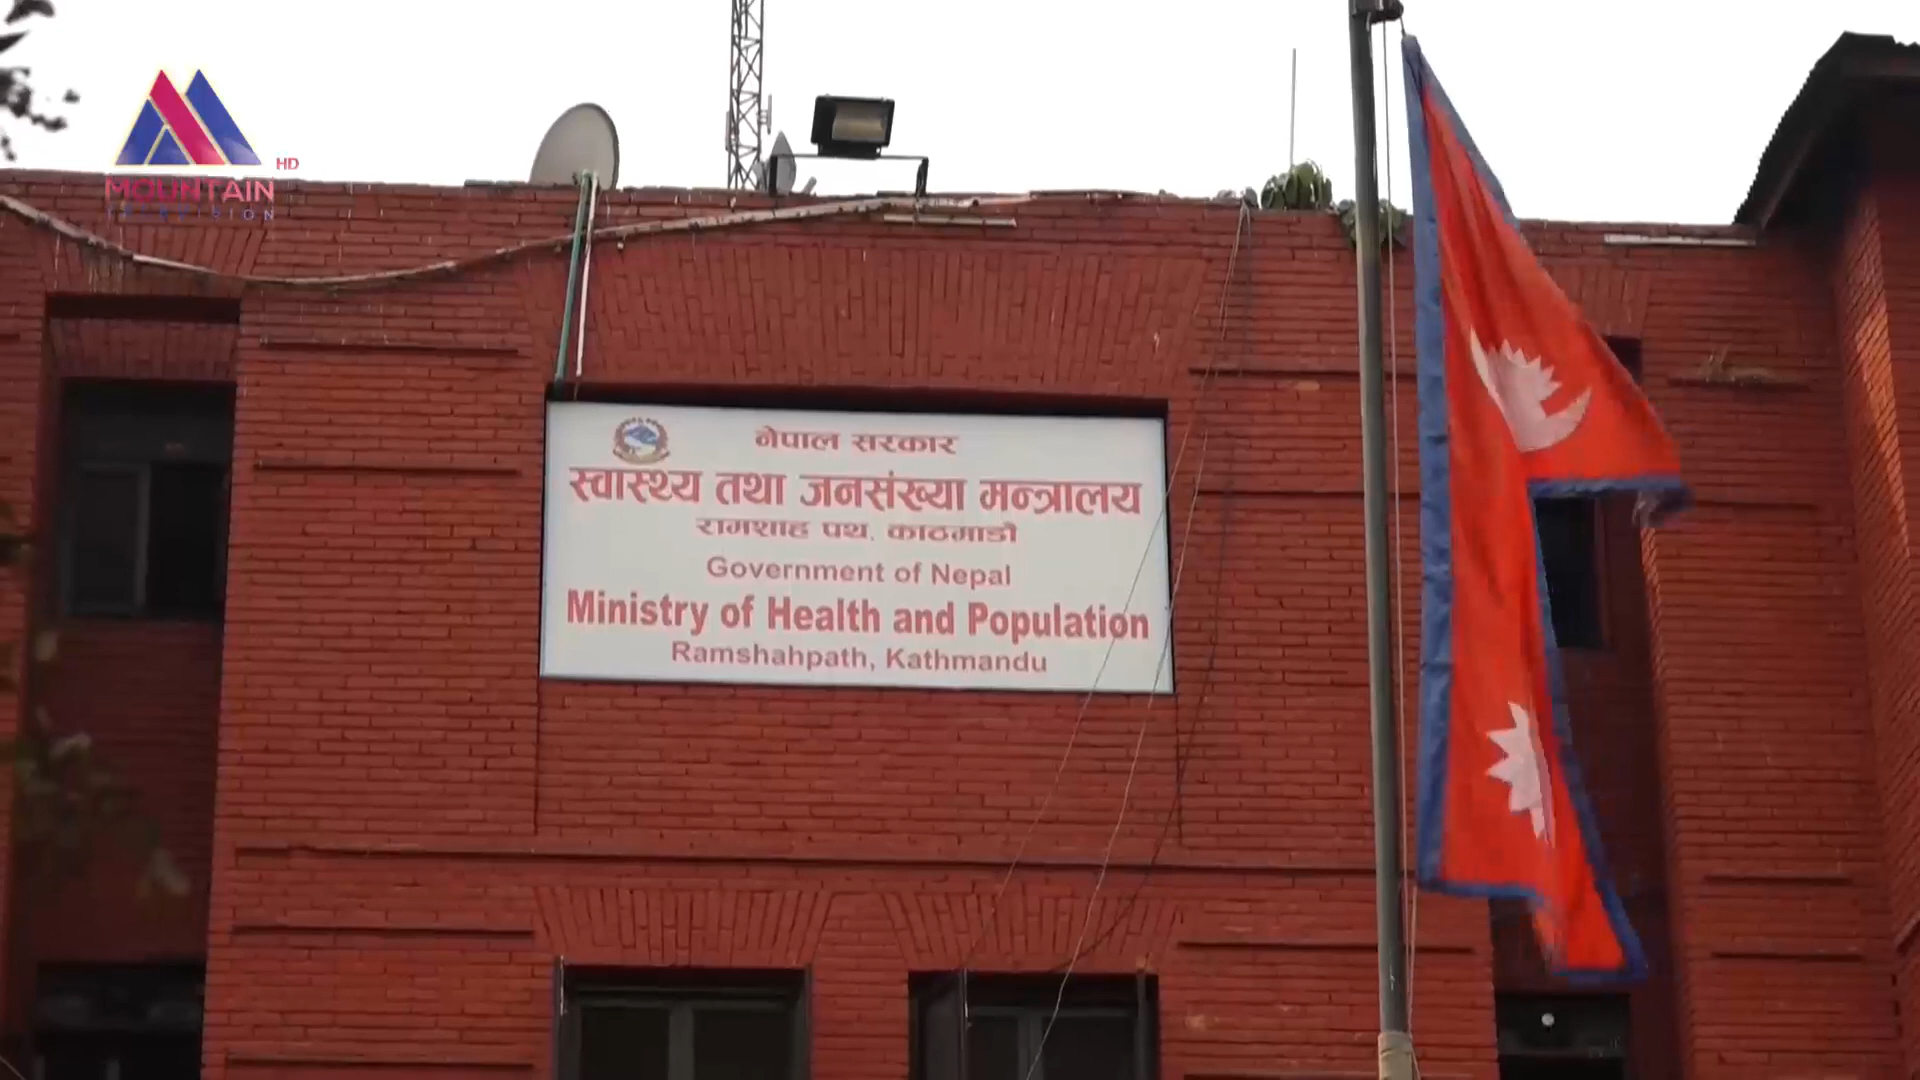 MOUNTAIN HD
TELEVISION
नेपाल सरकार
स्वास्थ्य तथा जनसंख्या मन्त्रालय
रामशाह पथ, काठमाडौं
Government of Nepal
Ministry of Health and Population
Ramshahpath, Kathmandu